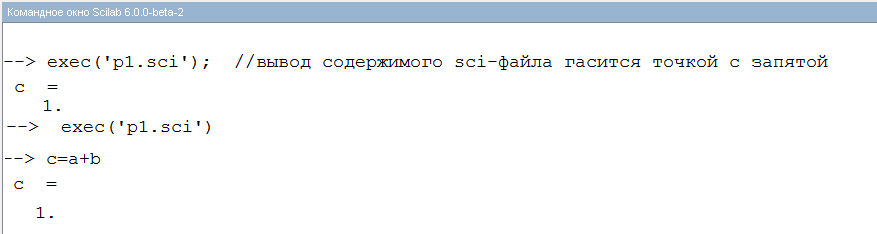 Командное окно Scilab 6.0.0-beta-2
--> exec('p1.sci');  //вывод содержимого sci-файла гасится точкой с запятой
c  =
1.
-->  exec('p1.sci')
--> c=a+b
c  =
1.